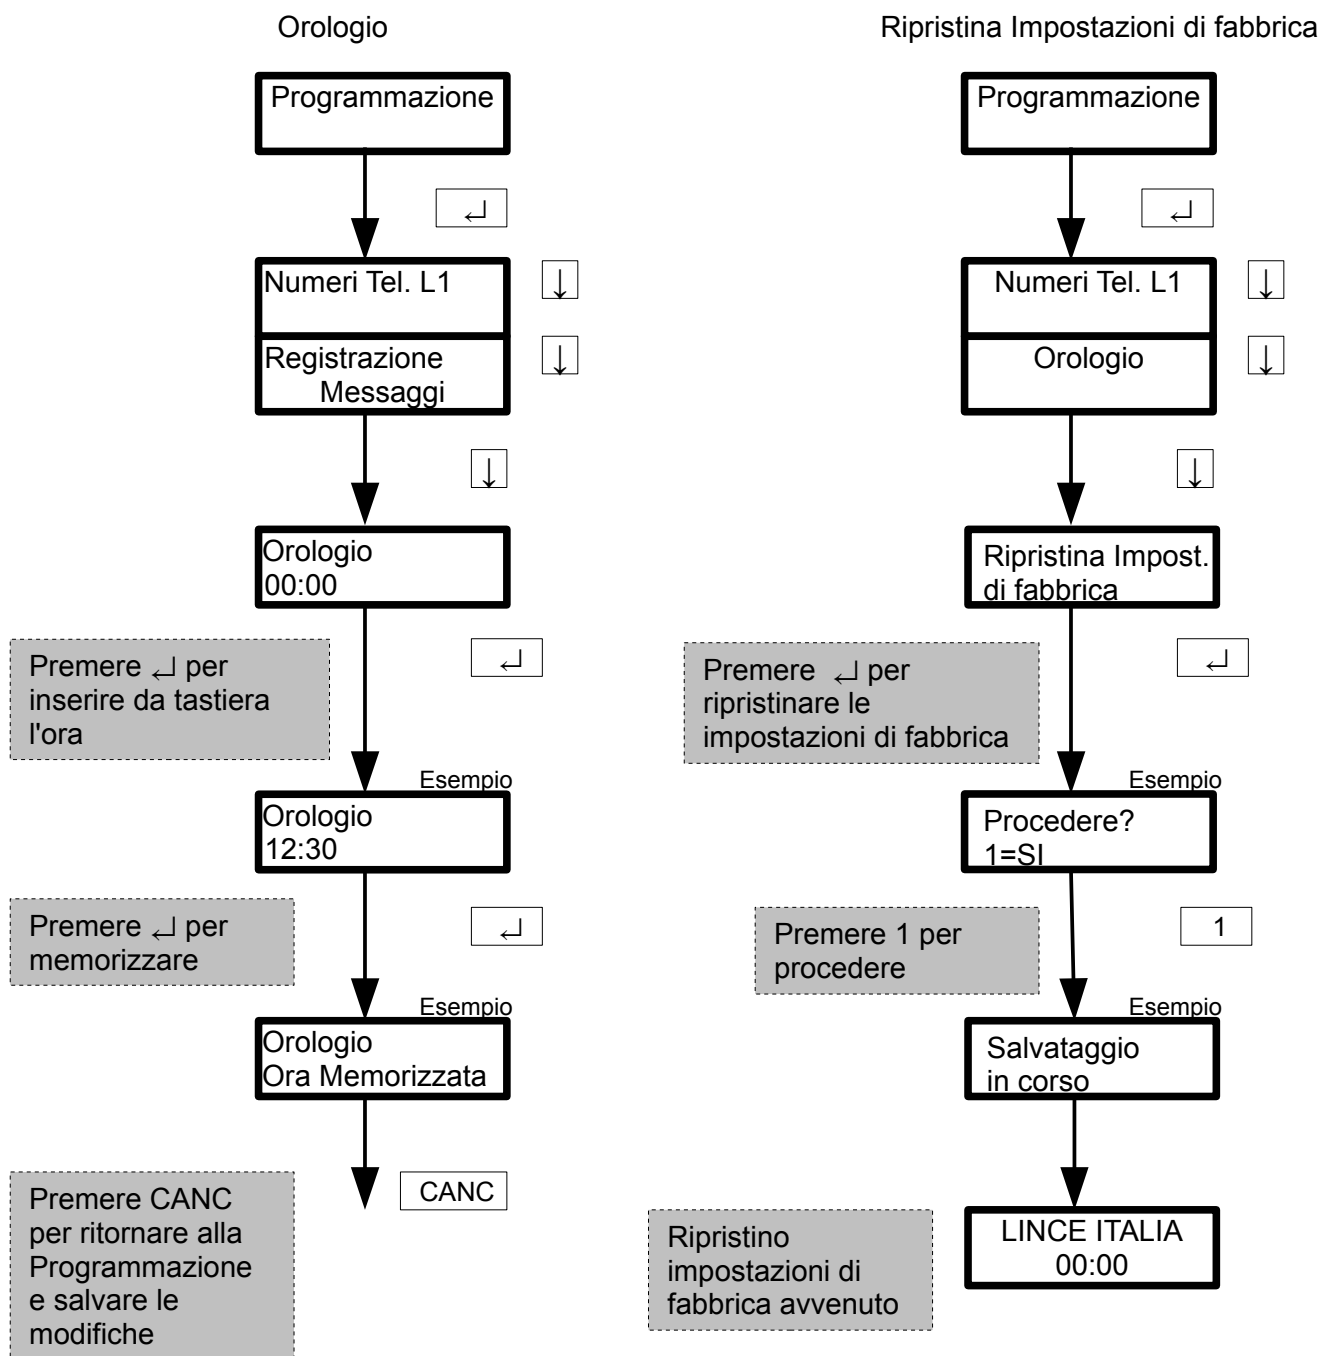 Orologio
Programmazione
↵
Numeri Tel. L1
↓
Registrazione
Messaggi
↓
↓
Orologio
00:00
Premere ↵ per
inserire da tastiera
l'ora
↵
Esempio
Orologio
12:30
Premere ↵ per
memorizzare
↵
Esempio
Orologio
Ora Memorizzata
Premere CANC
per ritornare alla
Programmazione
e salvare le
modifiche
CANC
Ripristina Impostazioni di fabbrica
Programmazione
↵
Numeri Tel. L1
↓
Orologio
↓
↓
Ripristina Impost.
di fabbrica
Premere ↵ per
ripristinare le
impostazioni di fabbrica
↵
Esempio
Procedere?
1=SI
Premere 1 per
procedere
1
Esempio
Salvataggio
in corso
Ripristino
impostazioni di
fabbrica avvenuto
LINCE ITALIA
00:00